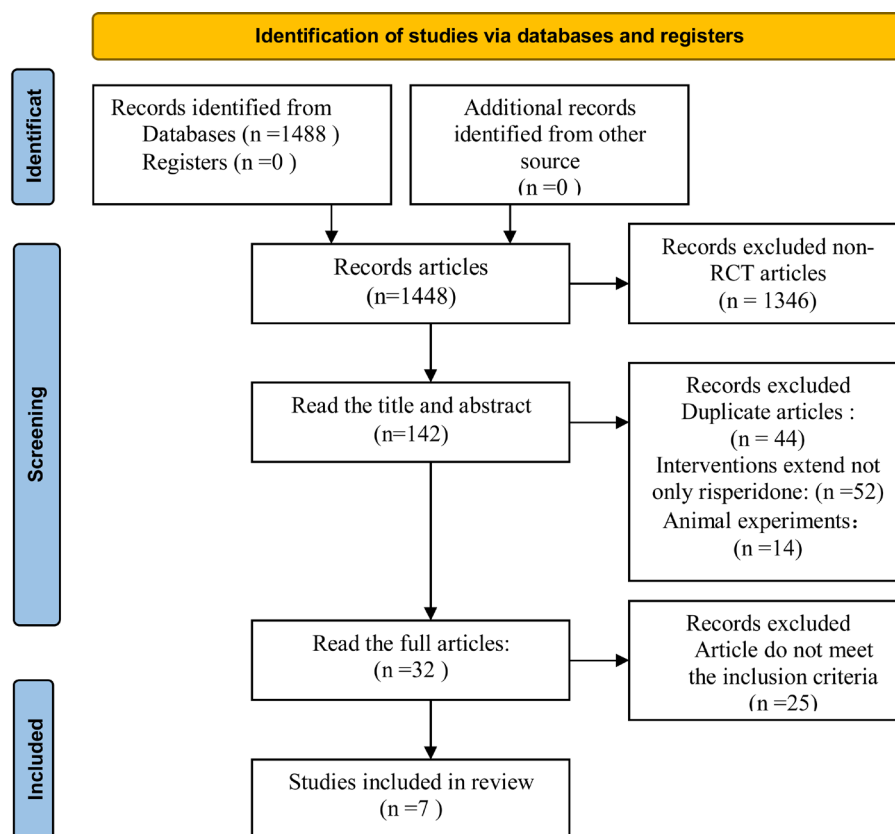 Identification of studies via databases and registers
Identificat
Records identified from
Databases (n =1488 )
Registers (n =0 )
Additional records
identified from other
source
(n =0 )
Screening
Records articles
(n=1448)
Records excluded non-
RCT articles
(n = 1346)
Read the title and abstract
(n=142)
Records excluded
Duplicate articles :
(n = 44)
Interventions extend not
only risperidone: (n =52)
Animal experiments:
(n =14)
Read the full articles:
(n =32 )
Records excluded
Article do not meet
the inclusion criteria
(n =25)
Included
Studies included in review
(n =7 )